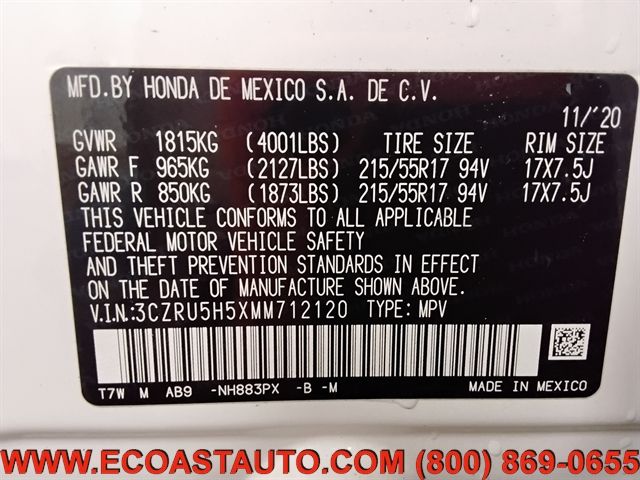 MFD.BY HONDA DE MEXICO S.A. DE C.V.
11/'20
GVWR 1815KG (4001LBS) TIRE SIZE RIM SIZE
GAWR F 965KG (2127LBS) 215/55R17 94V 17X7.5J
GAWR R 850KG (1873LBS) 215/55R17 94V 17X7.5J
THIS VEHICLE CONFORMS TO ALL APPLICABLE
FEDERAL MOTOR VEHICLE SAFETY
AND THEFT PREVENTION STANDARDS IN EFFECT
ON THE DATE OF MANUFACTURE SHOWN ABOVE.
V.I.N.:3CZRU5H5XMM712120 TYPE: MPV
T7W M AB9 -NH883PX -B -M MADE IN MEXICO
WWW.ECOASTAUTO.COM (800) 869-0655